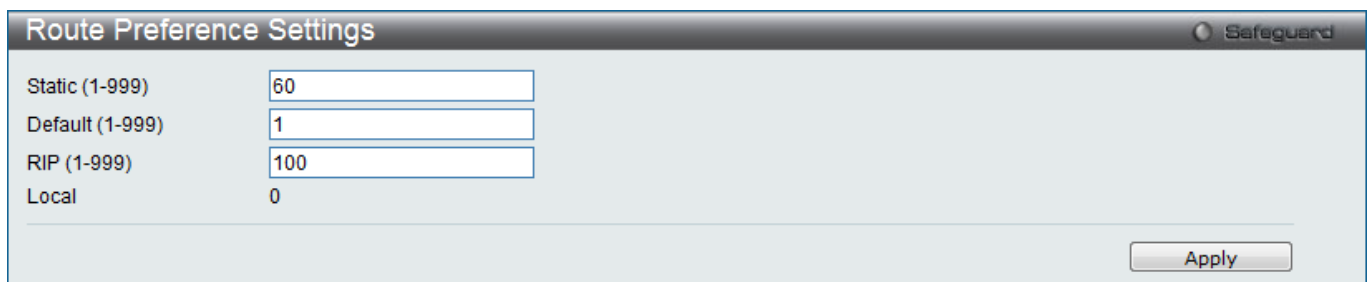 Route Preference Settings
Safeguard
Static (1-999) 60
Default (1-999) 1
RIP (1-999) 100
Local 0
Apply